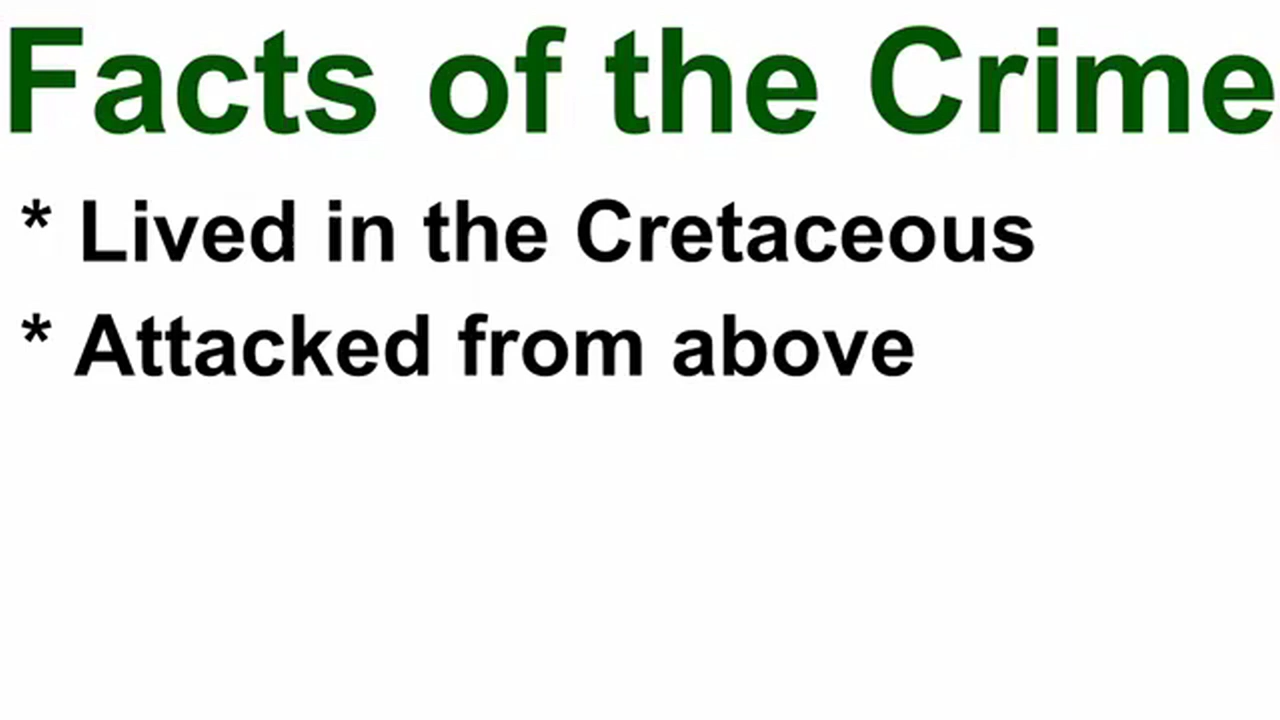 Facts of the Crime
* Lived in the Cretaceous
* Attacked from above